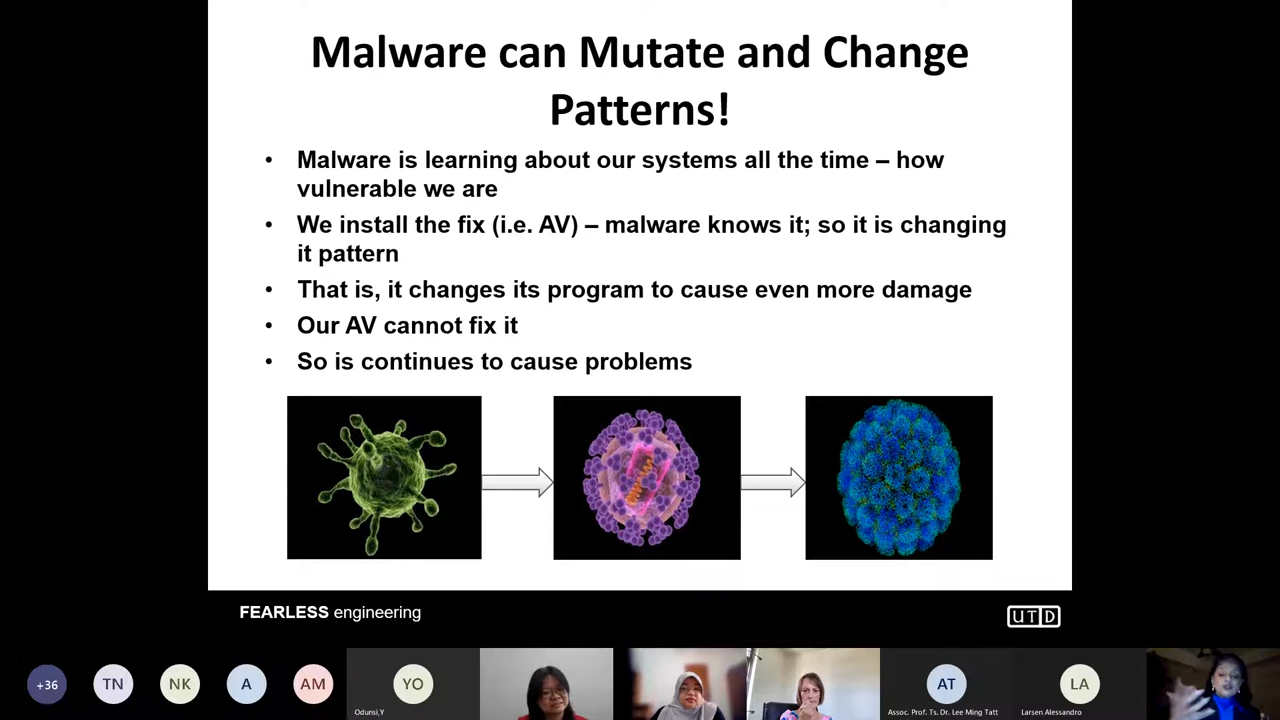 Malware can Mutate and Change
Patterns!
• Malware is learning about our systems all the time – how
vulnerable we are
• We install the fix (i.e. AV) – malware knows it; so it is changing
it pattern
• That is, it changes its program to cause even more damage
• Our AV cannot fix it
• So is continues to cause problems
FEARLESS engineering
UTD
+36
TN
NK
A
AM
YO
AT
LA
Odunsi,Y
Assoc. Prof. Ts. Dr. Lee Ming Tatt
Larsen Alessandro